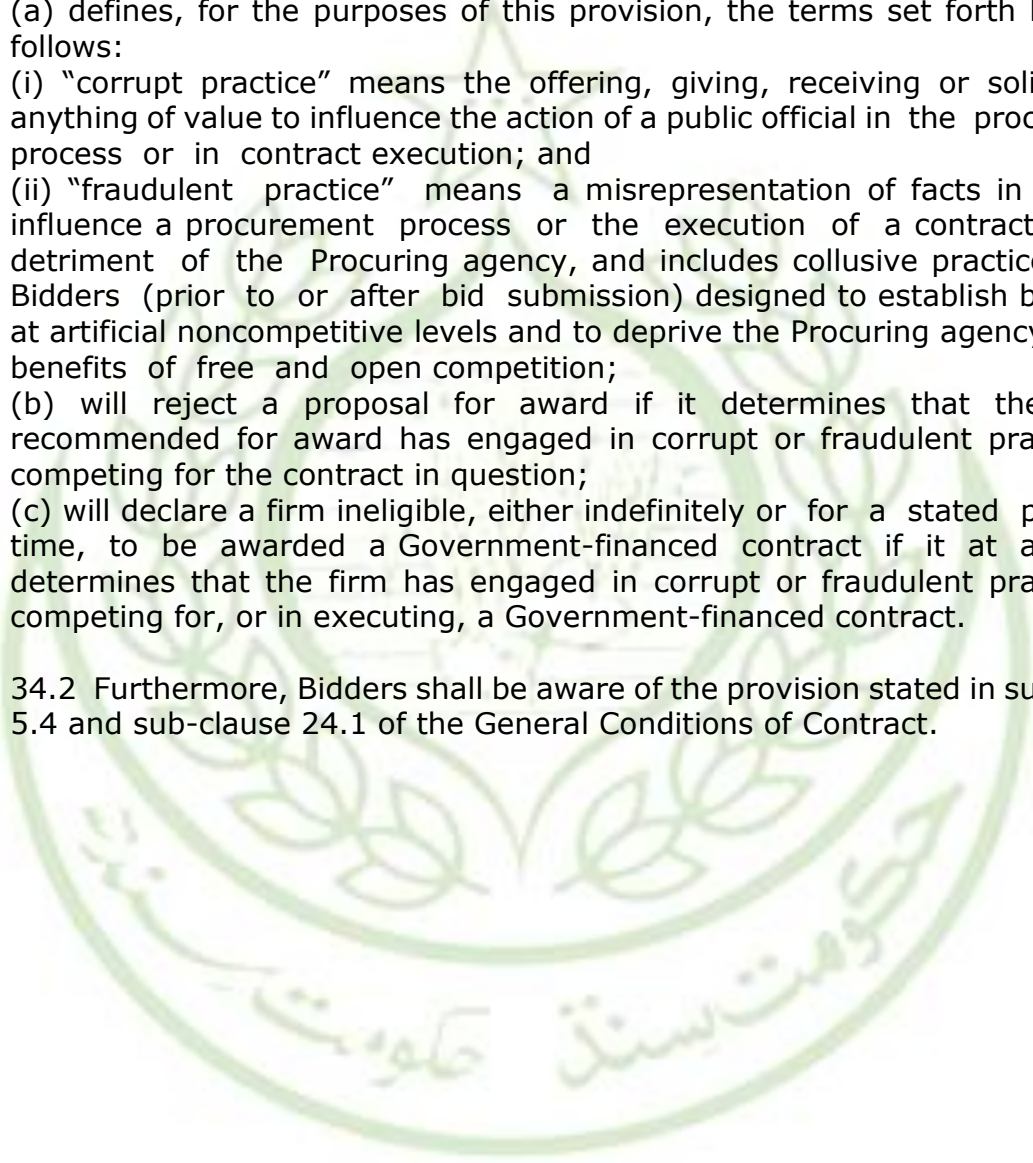 (a) defines, for the purposes of this provision, the terms set forth
follows:
(i) “corrupt practice” means the offering, giving, receiving or soli
anything of value to influence the action of a public official in the proc
process or in contract execution; and
(ii) “fraudulent practice” means a misrepresentation of facts in
influence a procurement process or the execution of a contract
detriment of the Procuring agency, and includes collusive practic
Bidders (prior to or after bid submission) designed to establish b
at artificial noncompetitive levels and to deprive the Procuring agency
benefits of free and open competition;
(b) will reject a proposal for award if it determines that the
recommended for award has engaged in corrupt or fraudulent pra
competing for the contract in question;
(c) will declare a firm ineligible, either indefinitely or for a stated p
time, to be awarded a Government-financed contract if it at a
determines that the firm has engaged in corrupt or fraudulent pra
competing for, or in executing, a Government-financed contract.
34.2 Furthermore, Bidders shall be aware of the provision stated in su
5.4 and sub-clause 24.1 of the General Conditions of Contract.
حڪومت سنڌ
حکومت سندھ